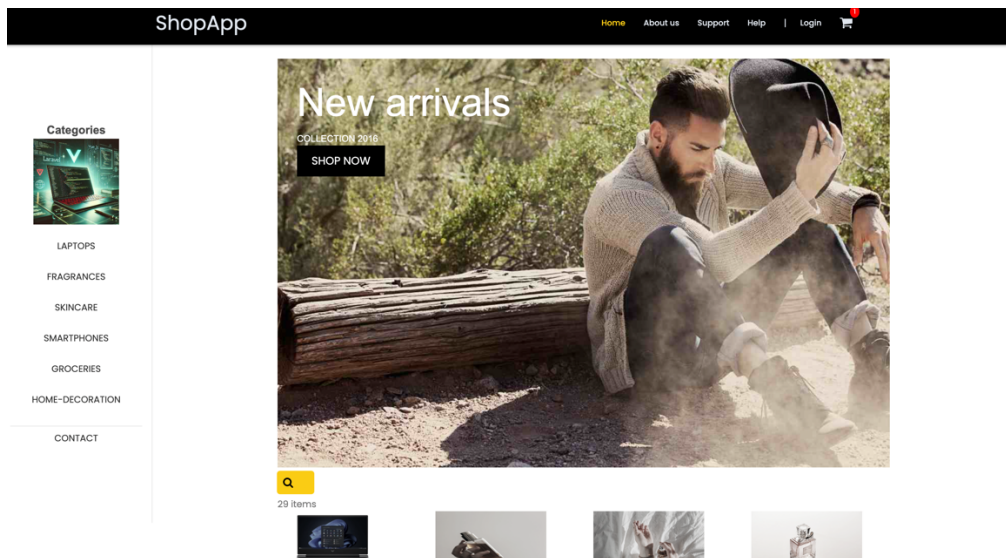 ShopApp
Home About us Support Help | Login
1
Categories
Laravel
LAPTOPS
FRAGRANCES
SKINCARE
SMARTPHONES
GROCERIES
HOME-DECORATION
CONTACT
New arrivals
COLLECTION 2016
SHOP NOW
29 items